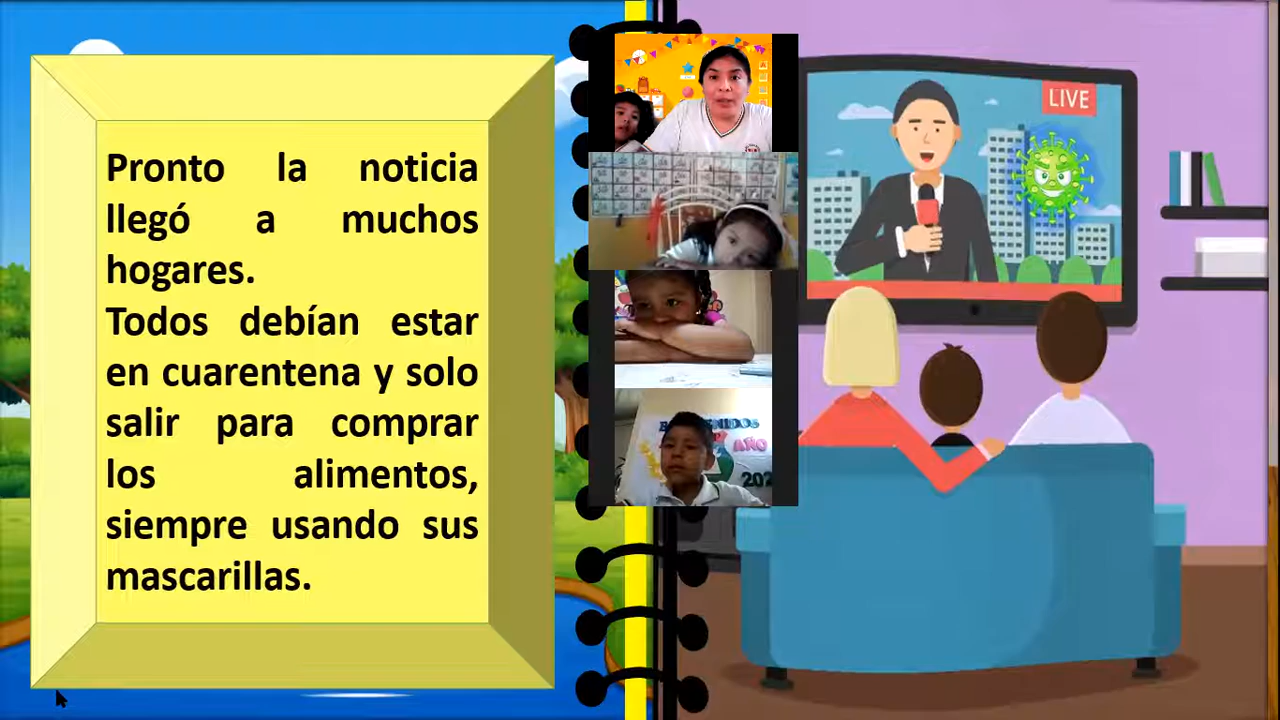 Pronto la noticia
llegó a muchos
hogares.
Todos debían estar
en cuarentena y solo
salir para comprar
los alimentos,
siempre usando sus
mascarillas.
LIVE
AÑO